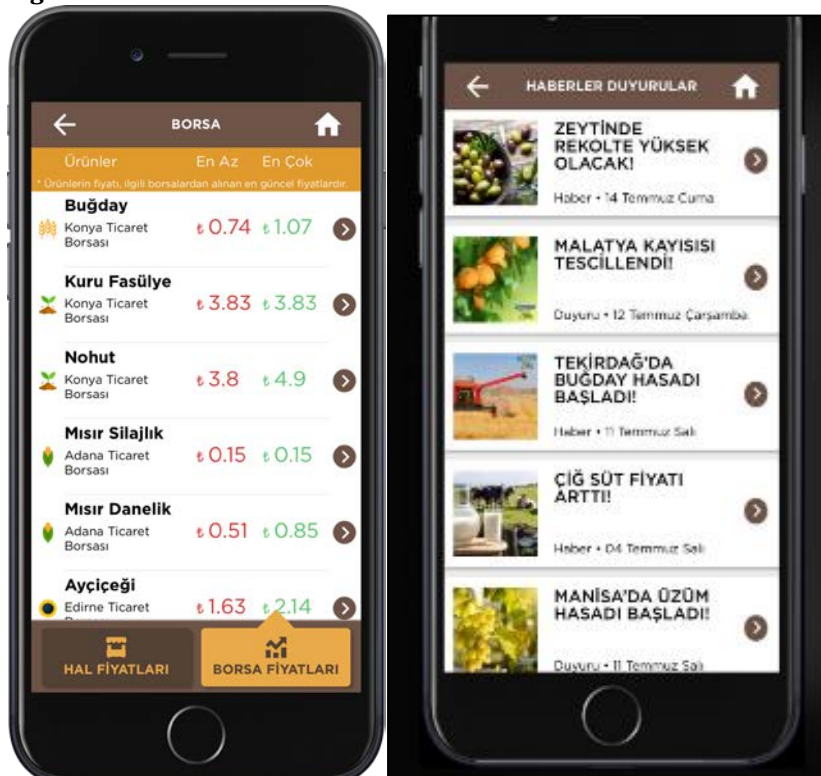 BORSA
Ürünler En Az En Çok
* Ürünlerin fiyatı, ilgili borsalardan alınan en güncel fiyatlardır.
Buğday
Konya Ticaret
Borsası
₺ 0.74 ₺ 1.07
Kuru Fasülye
Konya Ticaret
Borsası
₺ 3.83 ₺ 3.83
Nohut
Konya Ticaret
Borsası
₺ 3.8 ₺ 4.9
Mısır Silajlık
Adana Ticaret
Borsası
₺ 0.15 ₺ 0.15
Mısır Danelik
Adana Ticaret
Borsası
₺ 0.51 ₺ 0.85
Ayçiçeği
Edirne Ticaret
₺ 1.63 ₺ 2.14
HAL FİYATLARI
BORSA FİYATLARI
HABERLER DUYURULAR
ZEYTİNDE
REKOLTE YÜKSEK
OLACAK!
Haber • 14 Temmuz Cuma
MALATYA KAYISISI
TESCİLLENDİ!
Duyuru • 12 Temmuz Çarşamba
TEKİRDAĞ'DA
BUĞDAY HASADI
BAŞLADI!
Haber • 11 Temmuz Salı
ÇİĞ SÜT FİYATI
ARTTI!
Haber • 04 Temmuz Salı
MANİSA'DA ÜZÜM
HASADI BAŞLADI!
Duyuru • 11 Temmuz Salı